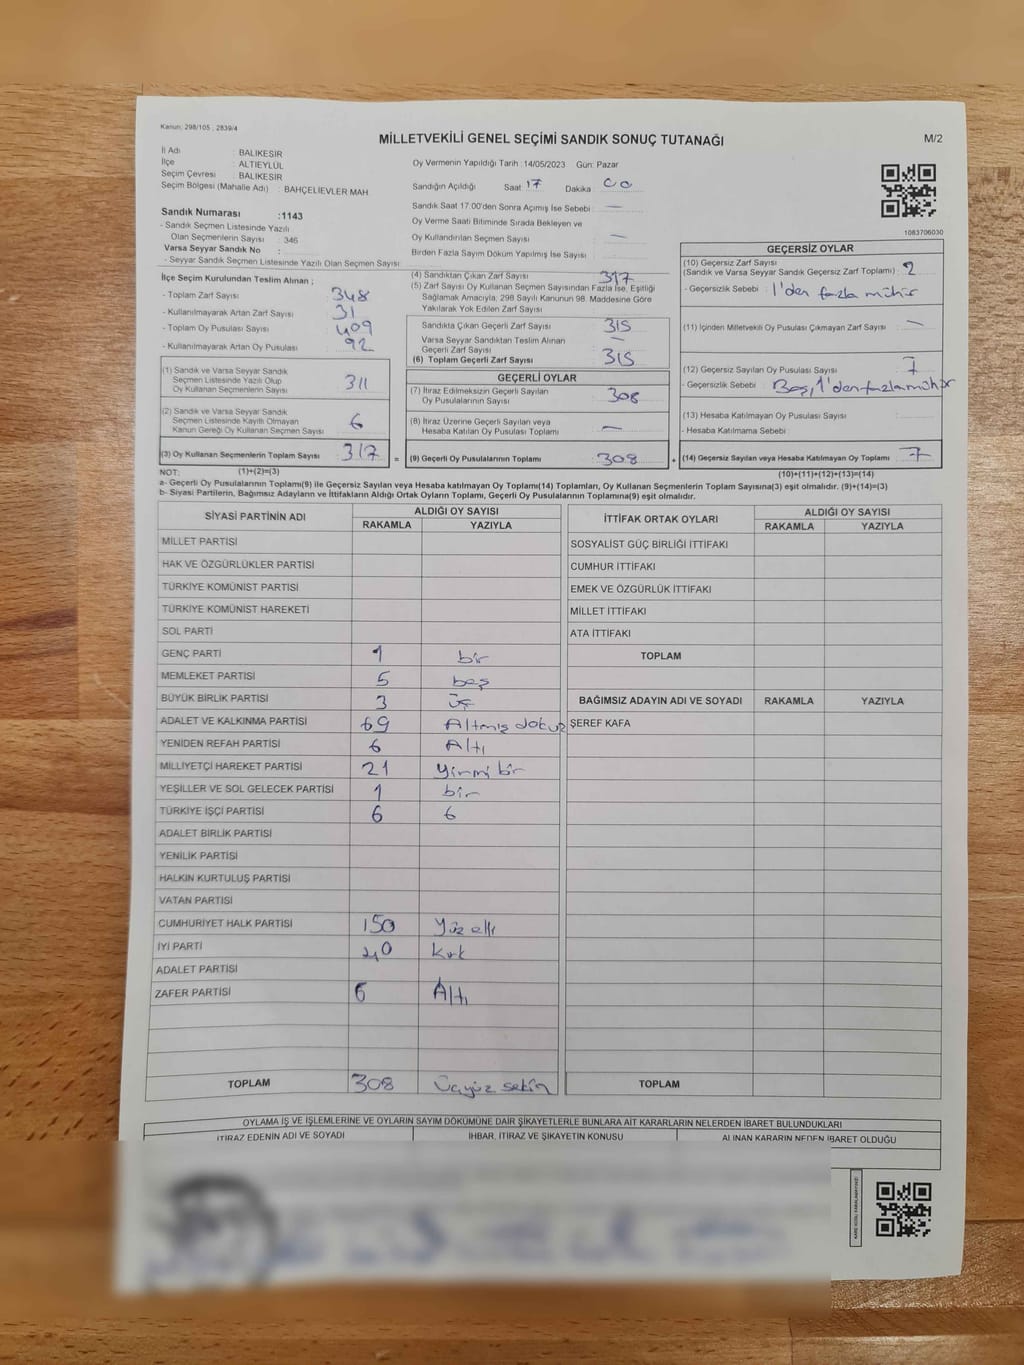 Kanun: 298/105 , 2839/4
MİLLETVEKİLİ GENEL SEÇİMİ SANDIK SONUÇ TUTANAĞI
M/2
İl Adı : BALIKESİR
İlçe : ALTIEYLÜL
Seçim Çevresi : BALIKESİR
Seçim Bölgesi (Mahalle Adı) : BAHÇELİEVLER MAH
Oy Vermenin Yapıldığı Tarih :14/05/2023 Gün: Pazar
Sandığın Açıldığı Saat 17 Dakika 00
Sandık Saat 17.00'den Sonra Açımış İse Sebebi : —
Oy Verme Saati Bitiminde Sırada Bekleyen ve
Oy Kullandırılan Seçmen Sayısı —
Birden Fazla Sayım Döküm Yapılmış İse Sayısı :
1083706030
Sandık Numarası :1143
- Sandık Seçmen Listesinde Yazılı
Olan Seçmenlerin Sayısı : 346
Varsa Seyyar Sandık No :
- Seyyar Sandık Seçmen Listesinde Yazılı Olan Seçmen Sayısı
İlçe Seçim Kurulundan Teslim Alınan ;
- Toplam Zarf Sayısı 348
- Kullanılmayarak Artan Zarf Sayısı 31
- Toplam Oy Pusulası Sayısı 409
- Kullanılmayarak Artan Oy Pusulası 92
(1) Sandık ve Varsa Seyyar Sandık
Seçmen Listesinde Yazılı Olup
Oy Kullanan Seçmenlerin Sayısı 311
(2) Sandık ve Varsa Seyyar Sandık
Seçmen Listesinde Kayıtlı Olmayan
Kanun Gereği Oy Kullanan Seçmen Sayısı 6
(3) Oy Kullanan Seçmenlerin Toplam Sayısı 317 =
(4) Sandıktan Çıkan Zarf Sayısı 317
(5) Zarf Sayısı Oy Kullanan Seçmen Sayısından Fazla İse, Eşitliği
Sağlamak Amacıyla, 298 Sayılı Kanunun 98. Maddesine Göre
Yakılarak Yok Edilen Zarf Sayısı
Sandıkta Çıkan Geçerli Zarf Sayısı 315
Varsa Seyyar Sandıktan Teslim Alınan
Geçerli Zarf Sayısı —
(6) Toplam Geçerli Zarf Sayısı 315
GEÇERLİ OYLAR
(7) İtiraz Edilmeksizin Geçerli Sayılan
Oy Pusulalarının Sayısı 308
(8) İtiraz Üzerine Geçerli Sayılan veya
Hesaba Katılan Oy Pusulası Toplamı —
(9) Geçerli Oy Pusulalarının Toplamı 308 +
GEÇERSİZ OYLAR
(10) Geçersiz Zarf Sayısı
(Sandık ve Varsa Seyyar Sandık Geçersiz Zarf Toplamı) 2
- Geçersizlik Sebebi : 1'den fazla mühür
(11) İçinden Milletvekili Oy Pusulası Çıkmayan Zarf Sayısı —
(12) Geçersiz Sayılan Oy Pusulası Sayısı 7
Geçersizlik Sebebi : Beş, 1'den fazla mühür
(13) Hesaba Katılmayan Oy Pusulası Sayısı
- Hesaba Katılmama Sebebi :
(14) Geçersiz Sayılan veya Hesaba Katılmayan Oy Toplamı 7
NOT: (1)+(2)=(3) (10)+(11)+(12)+(13)=(14)
a- Geçerli Oy Pusulalarının Toplamı(9) ile Geçersiz Sayılan veya Hesaba katılmayan Oy Toplamı(14) Toplamları, Oy Kullanan Seçmenlerin Toplam Sayısına(3) eşit olmalıdır. (9)+(14)=(3)
b- Siyasi Partilerin, Bağımsız Adayların ve İttifakların Aldığı Ortak Oyların Toplamı, Geçerli Oy Pusulalarının Toplamına(9) eşit olmalıdır.
SİYASİ PARTİNİN ADI ALDIĞI OY SAYISI
RAKAMLA YAZIYLA
MİLLET PARTİSİ
HAK VE ÖZGÜRLÜKLER PARTİSİ
TÜRKİYE KOMÜNİST PARTİSİ
TÜRKİYE KOMÜNİST HAREKETİ
SOL PARTİ
GENÇ PARTİ 1 bir
MEMLEKET PARTİSİ 5 beş
BÜYÜK BİRLİK PARTİSİ 3 üç
ADALET VE KALKINMA PARTİSİ 69 Altmış dokuz
YENİDEN REFAH PARTİSİ 6 Altı
MİLLİYETÇİ HAREKET PARTİSİ 21 Yirmi bir
YEŞİLLER VE SOL GELECEK PARTİSİ 1 bir
TÜRKİYE İŞÇİ PARTİSİ 6 6
ADALET BİRLİK PARTİSİ
YENİLİK PARTİSİ
HALKIN KURTULUŞ PARTİSİ
VATAN PARTİSİ
CUMHURİYET HALK PARTİSİ 150 Yüz elli
İYİ PARTİ 40 kırk
ADALET PARTİSİ
ZAFER PARTİSİ 6 Altı
TOPLAM 308 Üçyüz sekiz
İTTİFAK ORTAK OYLARI ALDIĞI OY SAYISI
RAKAMLA YAZIYLA
SOSYALİST GÜÇ BİRLİĞİ İTTİFAKI
CUMHUR İTTİFAKI
EMEK VE ÖZGÜRLÜK İTTİFAKI
MİLLET İTTİFAKI
ATA İTTİFAKI
TOPLAM
BAĞIMSIZ ADAYIN ADI VE SOYADI RAKAMLA YAZIYLA
ŞEREF KAFA
TOPLAM
OYLAMA İŞ VE İŞLEMLERİNE VE OYLARIN SAYIM DÖKÜMÜNE DAİR ŞİKAYETLERLE BUNLARA AİT KARARLARIN NELERDEN İBARET BULUNDUKLARI
İTİRAZ EDENİN ADI VE SOYADI İHBAR, İTİRAZ VE ŞİKAYETİN KONUSU ALINAN KARARIN NEDEN İBARET OLDUĞU